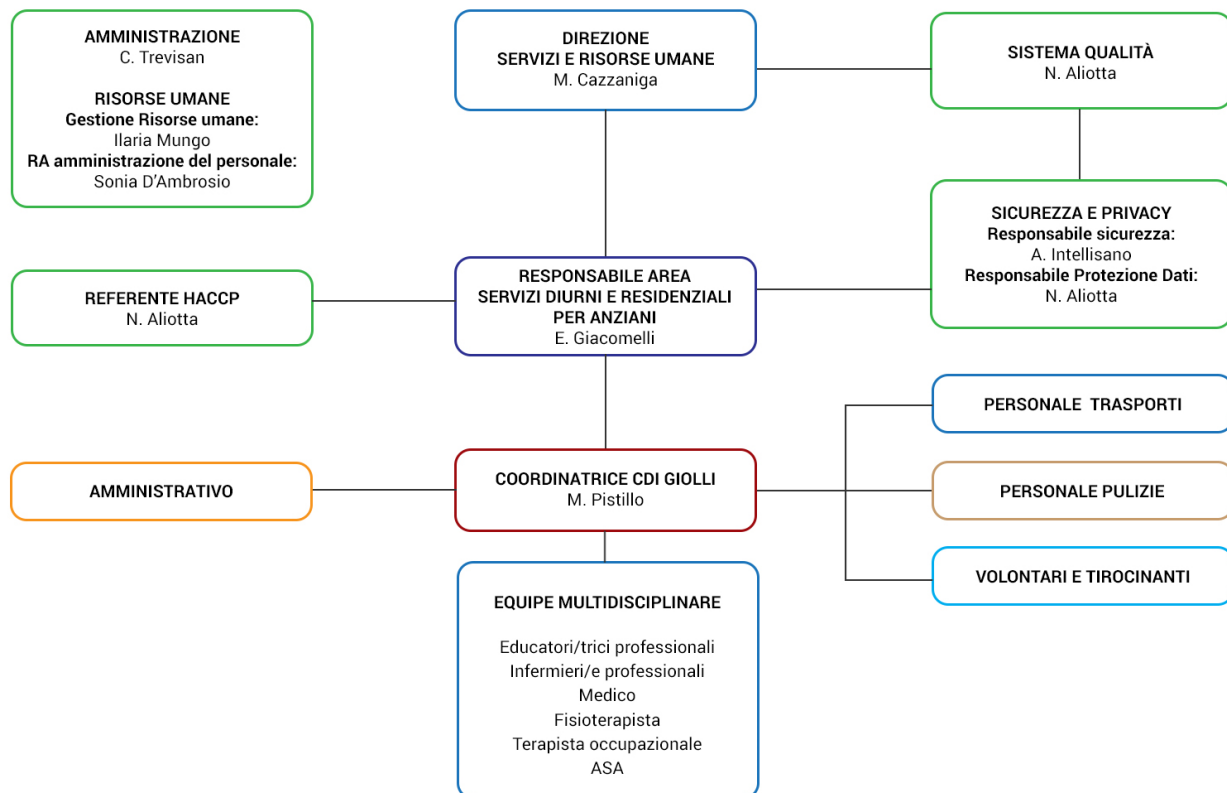 AMMINISTRAZIONE
C. Trevisan
RISORSE UMANE
Gestione Risorse umane:
Ilaria Mungo
RA amministrazione del personale:
Sonia D’Ambrosio
DIREZIONE
SERVIZI E RISORSE UMANE
M. Cazzaniga
SISTEMA QUALITÀ
N. Aliotta
SICUREZZA E PRIVACY
Responsabile sicurezza:
A. Intellisano
Responsabile Protezione Dati:
N. Aliotta
REFERENTE HACCP
N. Aliotta
RESPONSABILE AREA
SERVIZI DIURNI E RESIDENZIALI
PER ANZIANI
E. Giacomelli
PERSONALE TRASPORTI
AMMINISTRATIVO
COORDINATRICE CDI GIOLLI
M. Pistillo
PERSONALE PULIZIE
VOLONTARI E TIROCINANTI
EQUIPE MULTIDISCIPLINARE
Educatori/trici professionali
Infermieri/e professionali
Medico
Fisioterapista
Terapista occupazionale
ASA